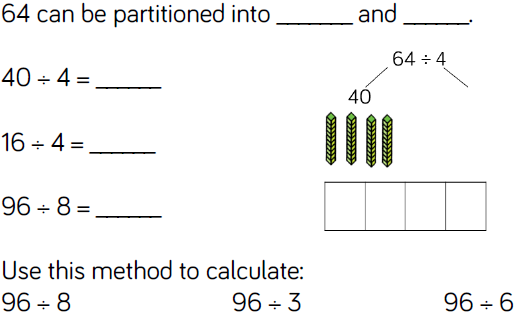 64 can be partitioned into ______ and ______.
64 ÷ 4
40 ÷ 4 = ______
40
16 ÷ 4 = ______
96 ÷ 8 = ______
Use this method to calculate:
96 ÷ 8 96 ÷ 3 96 ÷ 6